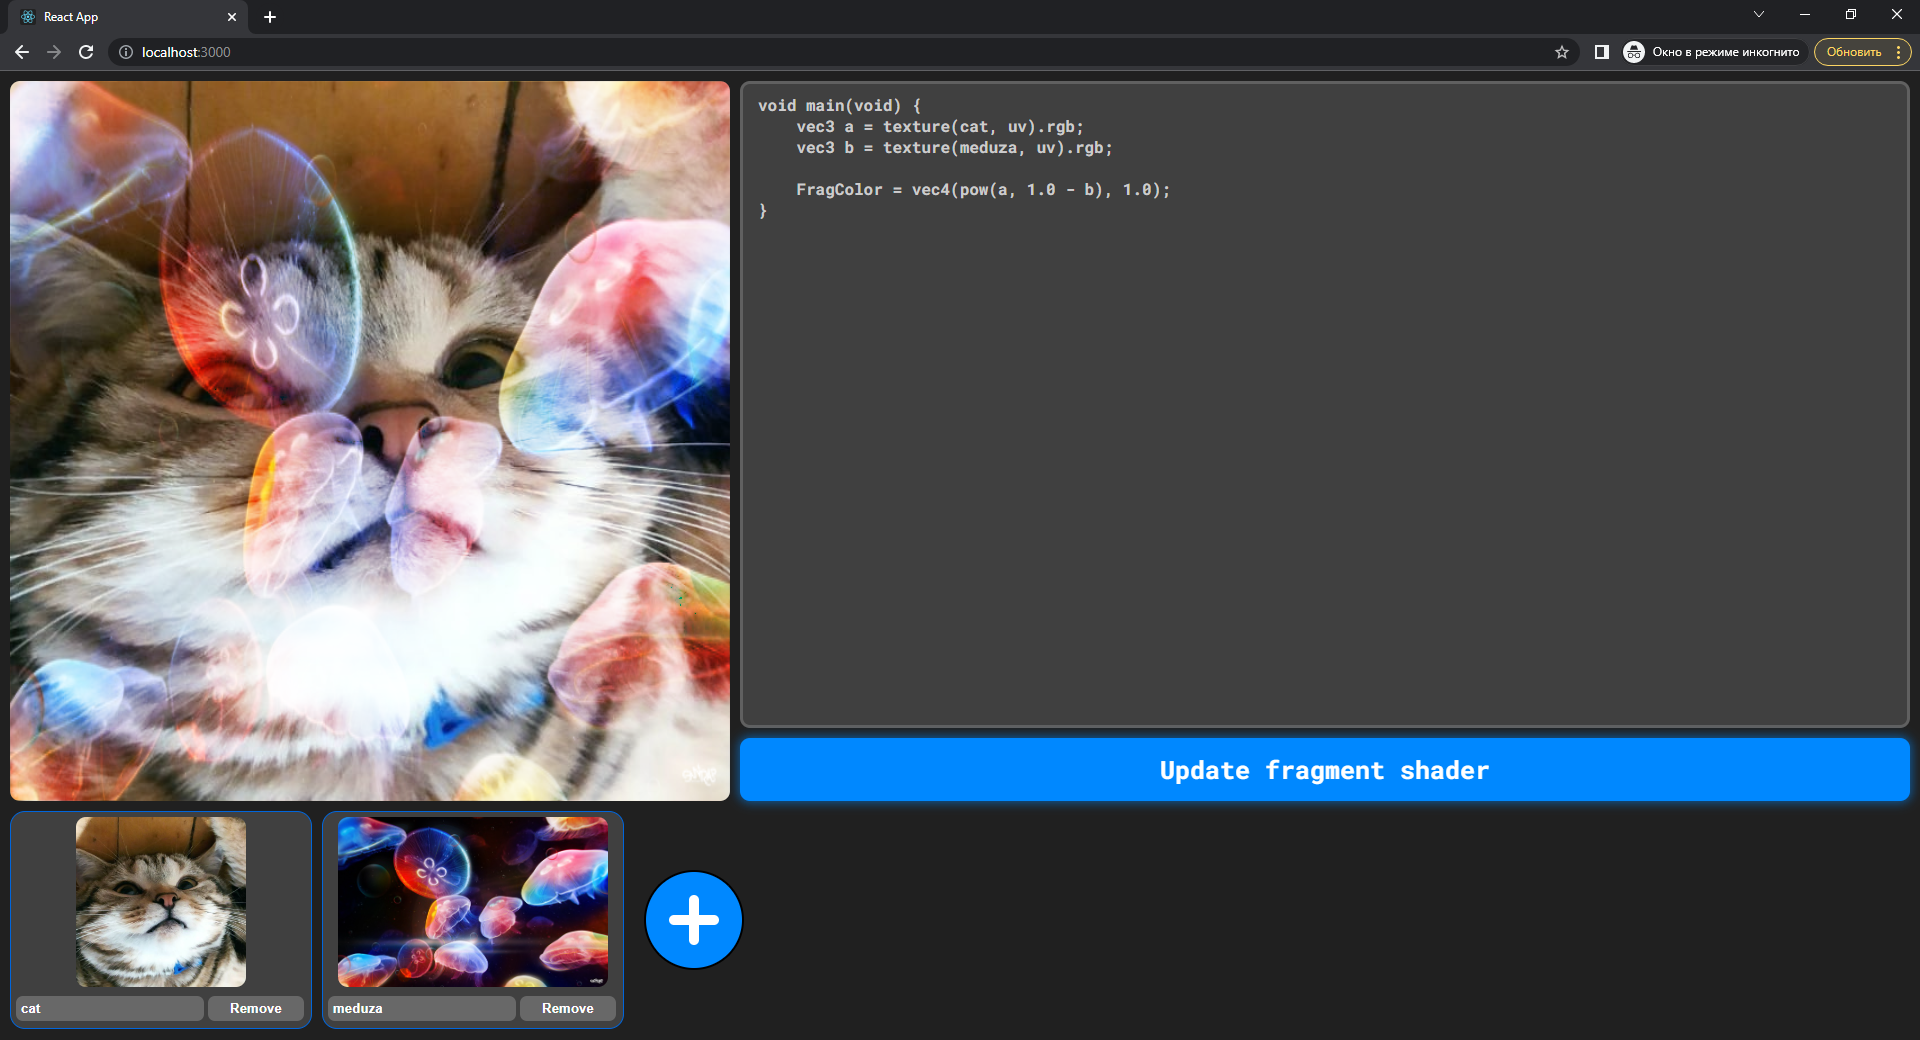 React App
localhost:3000
Окно в режиме инкогнито
Обновить
void main(void) {
    vec3 a = texture(cat, uv).rgb;
    vec3 b = texture(meduza, uv).rgb;
    FragColor = vec4(pow(a, 1.0 - b), 1.0);
}
Update fragment shader
cat
Remove
meduza
Remove